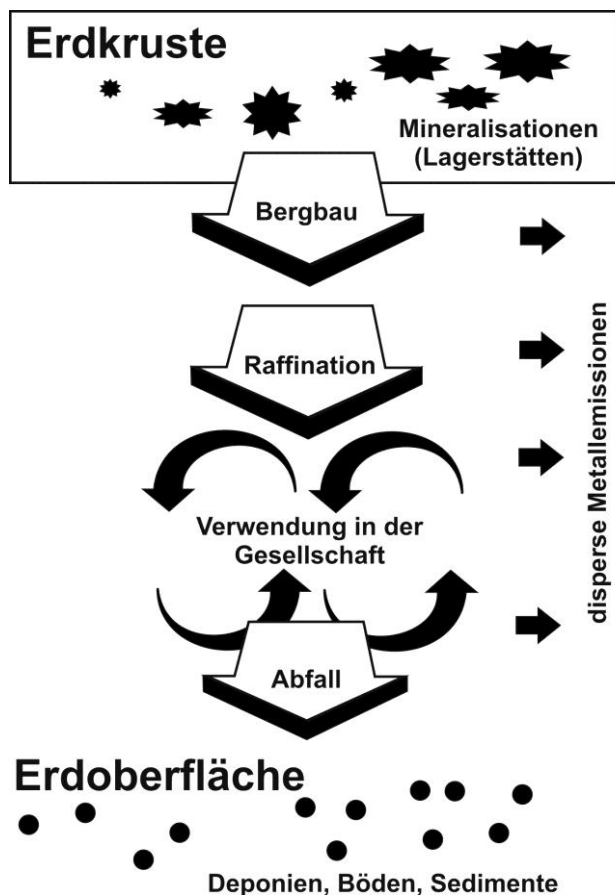 Erdkruste
Mineralisationen
(Lagerstätten)
Bergbau
Raffination
Verwendung in der
Gesellschaft
Abfall
disperse Metallemissionen
Erdoberfläche
Deponien, Böden, Sedimente